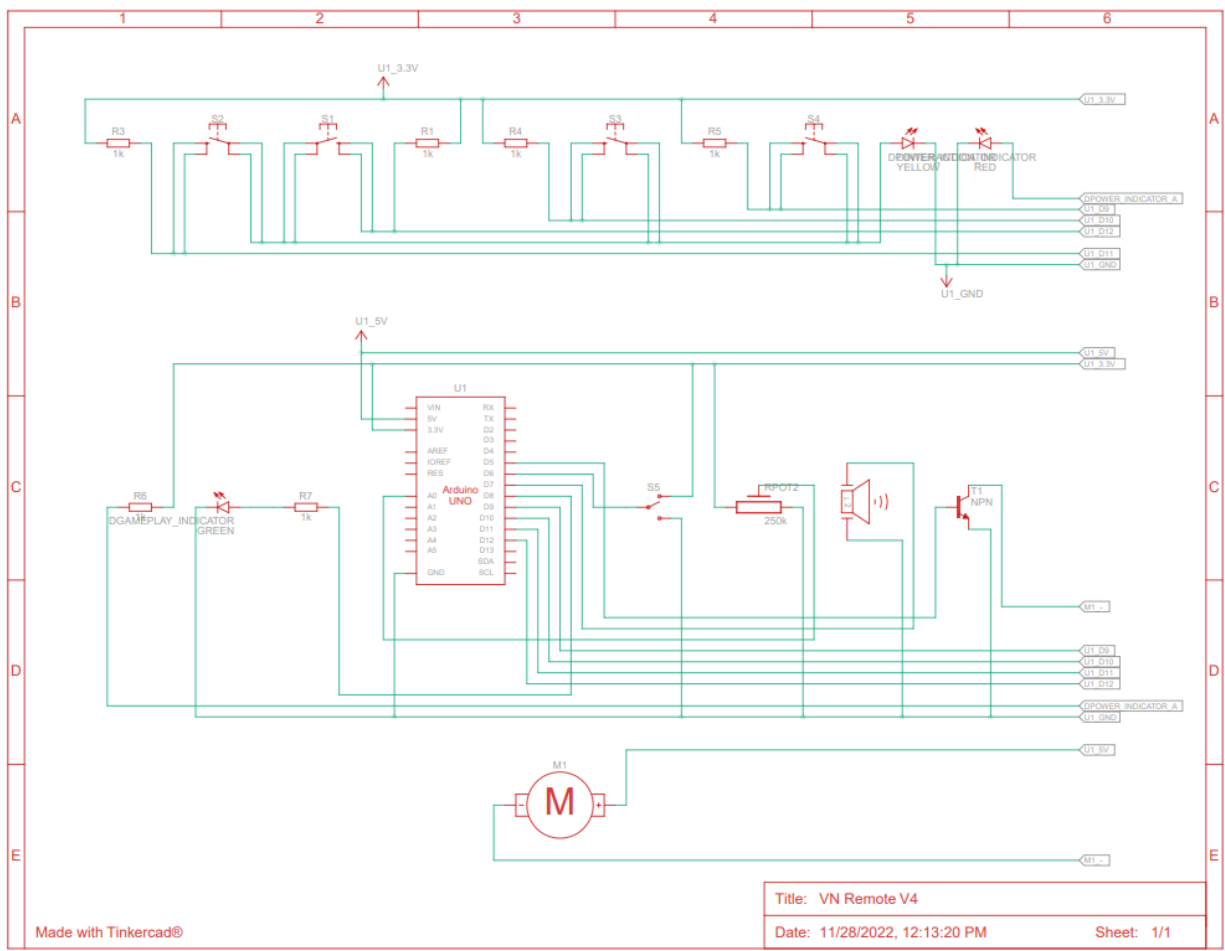 1 2 3 4 5 6
U1_3.3V
A
U1_3.3V
A
R3
1k
S2
S1
R1
1k
R4
1k
S3
R5
1k
S4
YELLOW
INDICATOR
RED
DPOWER_INDICATOR_A
U1_D9
U1_D10
U1_D12
U1_D11
U1_GND
U1_GND
B
B
U1_5V
U1_5V
U1_3.3V
U1
VIN
5V
3.3V
AREF
IOREF
RES
A0
A1
A2
A3
A4
A5
GND
Arduino
UNO
RX
TX
D2
D3
D4
D5
D6
D7
D8
D9
D10
D11
D12
D13
SDA
SCL
C
C
R6
1k
DGAMEPLAY_INDICATOR
GREEN
R7
1k
S5
RPOT2
250k
1
2
T1
NPN
M1_-
D
D
U1_D9
U1_D10
U1_D11
U1_D12
DPOWER_INDICATOR_A
U1_GND
U1_5V
M1
- M +
E
E
M1_-
Title: VN Remote V4
Made with Tinkercad®
Date: 11/28/2022, 12:13:20 PM Sheet: 1/1